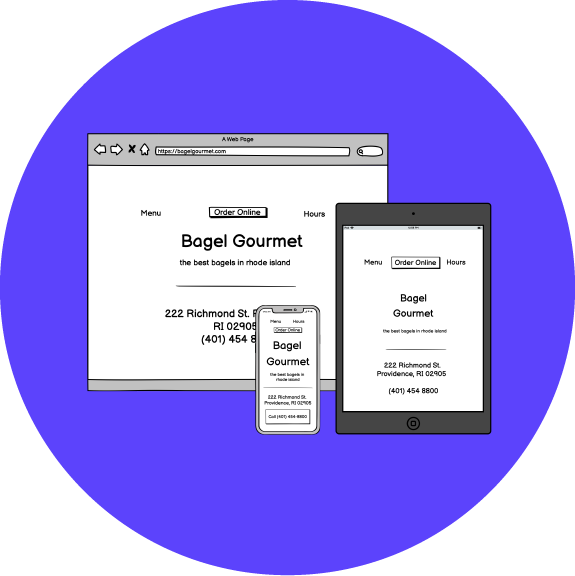 A Web Page
https://bagelgourmet.com
Menu
Order Online
Hours
Bagel Gourmet
the best bagels in rhode island
222 Richmond St.
RI 02905
(401) 454 8
Menu
Hours
Order Online
Bagel
Gourmet
the best bagels in
rhode island
222 Richmond St.
Providence, RI 02905
Call (401) 454-8800
Menu
Order Online
Hours
Bagel
Gourmet
the best bagels in rhode island
222 Richmond St.
Providence, RI 02905
(401) 454 8800